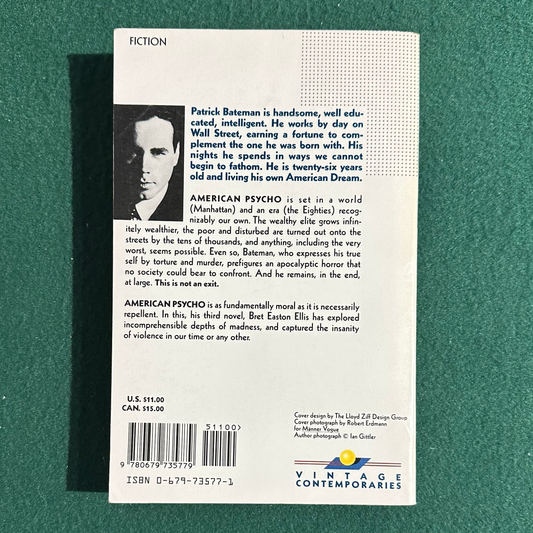 FICTION
Patrick Bateman is handsome, well edu-
cated, intelligent. He works by day on
Wall Street, earning a fortune to com-
plement the one he was born with. His
nights he spends in ways we cannot
begin to fathom. He is twenty-six years
old and living his own American Dream.
AMERICAN PSYCHO is set in a world
(Manhattan) and an era (the Eighties) recog-
nizably our own. The wealthy elite grows infin-
itely wealthier, the poor and disturbed are turned out onto the
streets by the tens of thousands, and anything, including the very
worst, seems possible. Even so, Bateman, who expresses his true
self by torture and murder, prefigures an apocalyptic horror that
no society could bear to confront. And he remains, in the end,
at large. This is not an exit.
AMERICAN PSYCHO is as fundamentally moral as it is necessarily
repellent. In this, his third novel, Bret Easton Ellis has explored
incomprehensible depths of madness, and captured the insanity
of violence in our time or any other.
U.S. $11.00
CAN. $15.00
51100>
9 780679 735779
ISBN 0-679-73577-1
Cover design by The Lloyd Ziff Design Group
Cover photograph by Robert Erdmann
for Männer Vogue
Author photograph © Ian Gittler
VINTAGE
CONTEMPORARIES